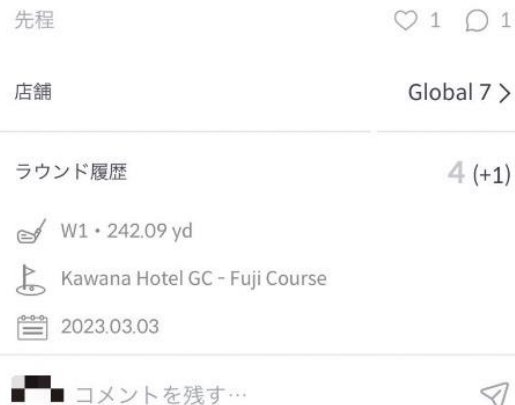 先程 1 1
店舗 Global 7 >
ラウンド履歴 4 (+1)
W1・242.09 yd
Kawana Hotel GC - Fuji Course
2023.03.03
コメントを残す…